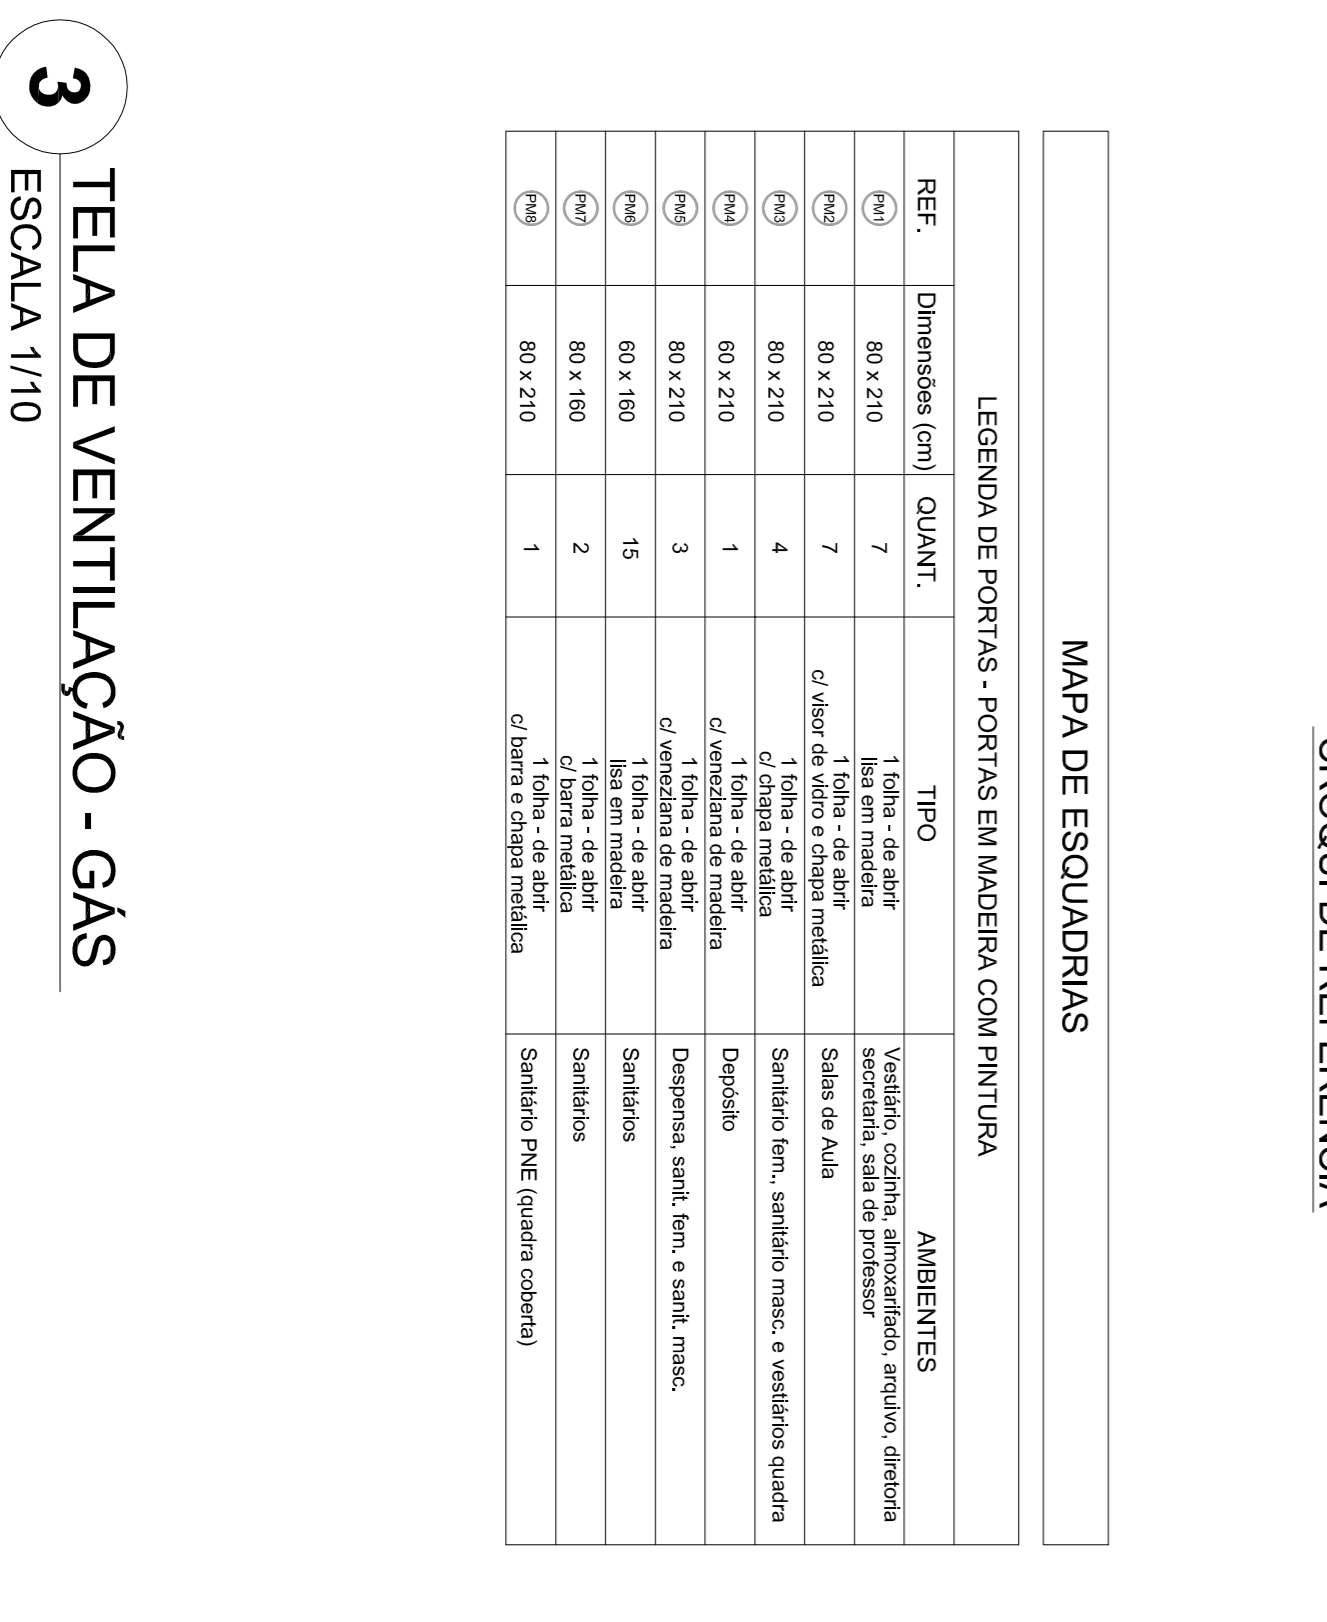 MAPA DE ESQUADRIAS
LEGENDA DE PORTAS - PORTAS EM MADEIRA COM PINTURA
REF. Dimensões (cm) QUANT. TIPO AMBIENTES
PM1 80 x 210 7 1 folha - de abrir Vestiário, cozinha, almoxarifado, arquivo, diretoria
lisa em madeira secretaria, sala de professor
PM2 80 x 210 7 1 folha - de abrir Salas de Aula
c/ visor de vidro e chapa metálica
PM3 80 x 210 4 1 folha - de abrir Sanitário fem., sanitário masc. e vestiários quadra
c/ chapa metálica
PM4 60 x 210 1 1 folha - de abrir Depósito
c/ veneziana de madeira
PM5 80 x 210 3 1 folha - de abrir Despensa, sanit. fem. e sanit. masc.
c/ veneziana de madeira
PM6 60 x 160 15 1 folha - de abrir Sanitários
lisa em madeira
PM7 80 x 160 2 1 folha - de abrir Sanitários
c/ barra metálica
PM8 80 x 210 1 1 folha - de abrir Sanitário PNE (quadra coberta)
c/ barra e chapa metálica
3 TELA DE VENTILAÇÃO - GÁS
ESCALA 1/10